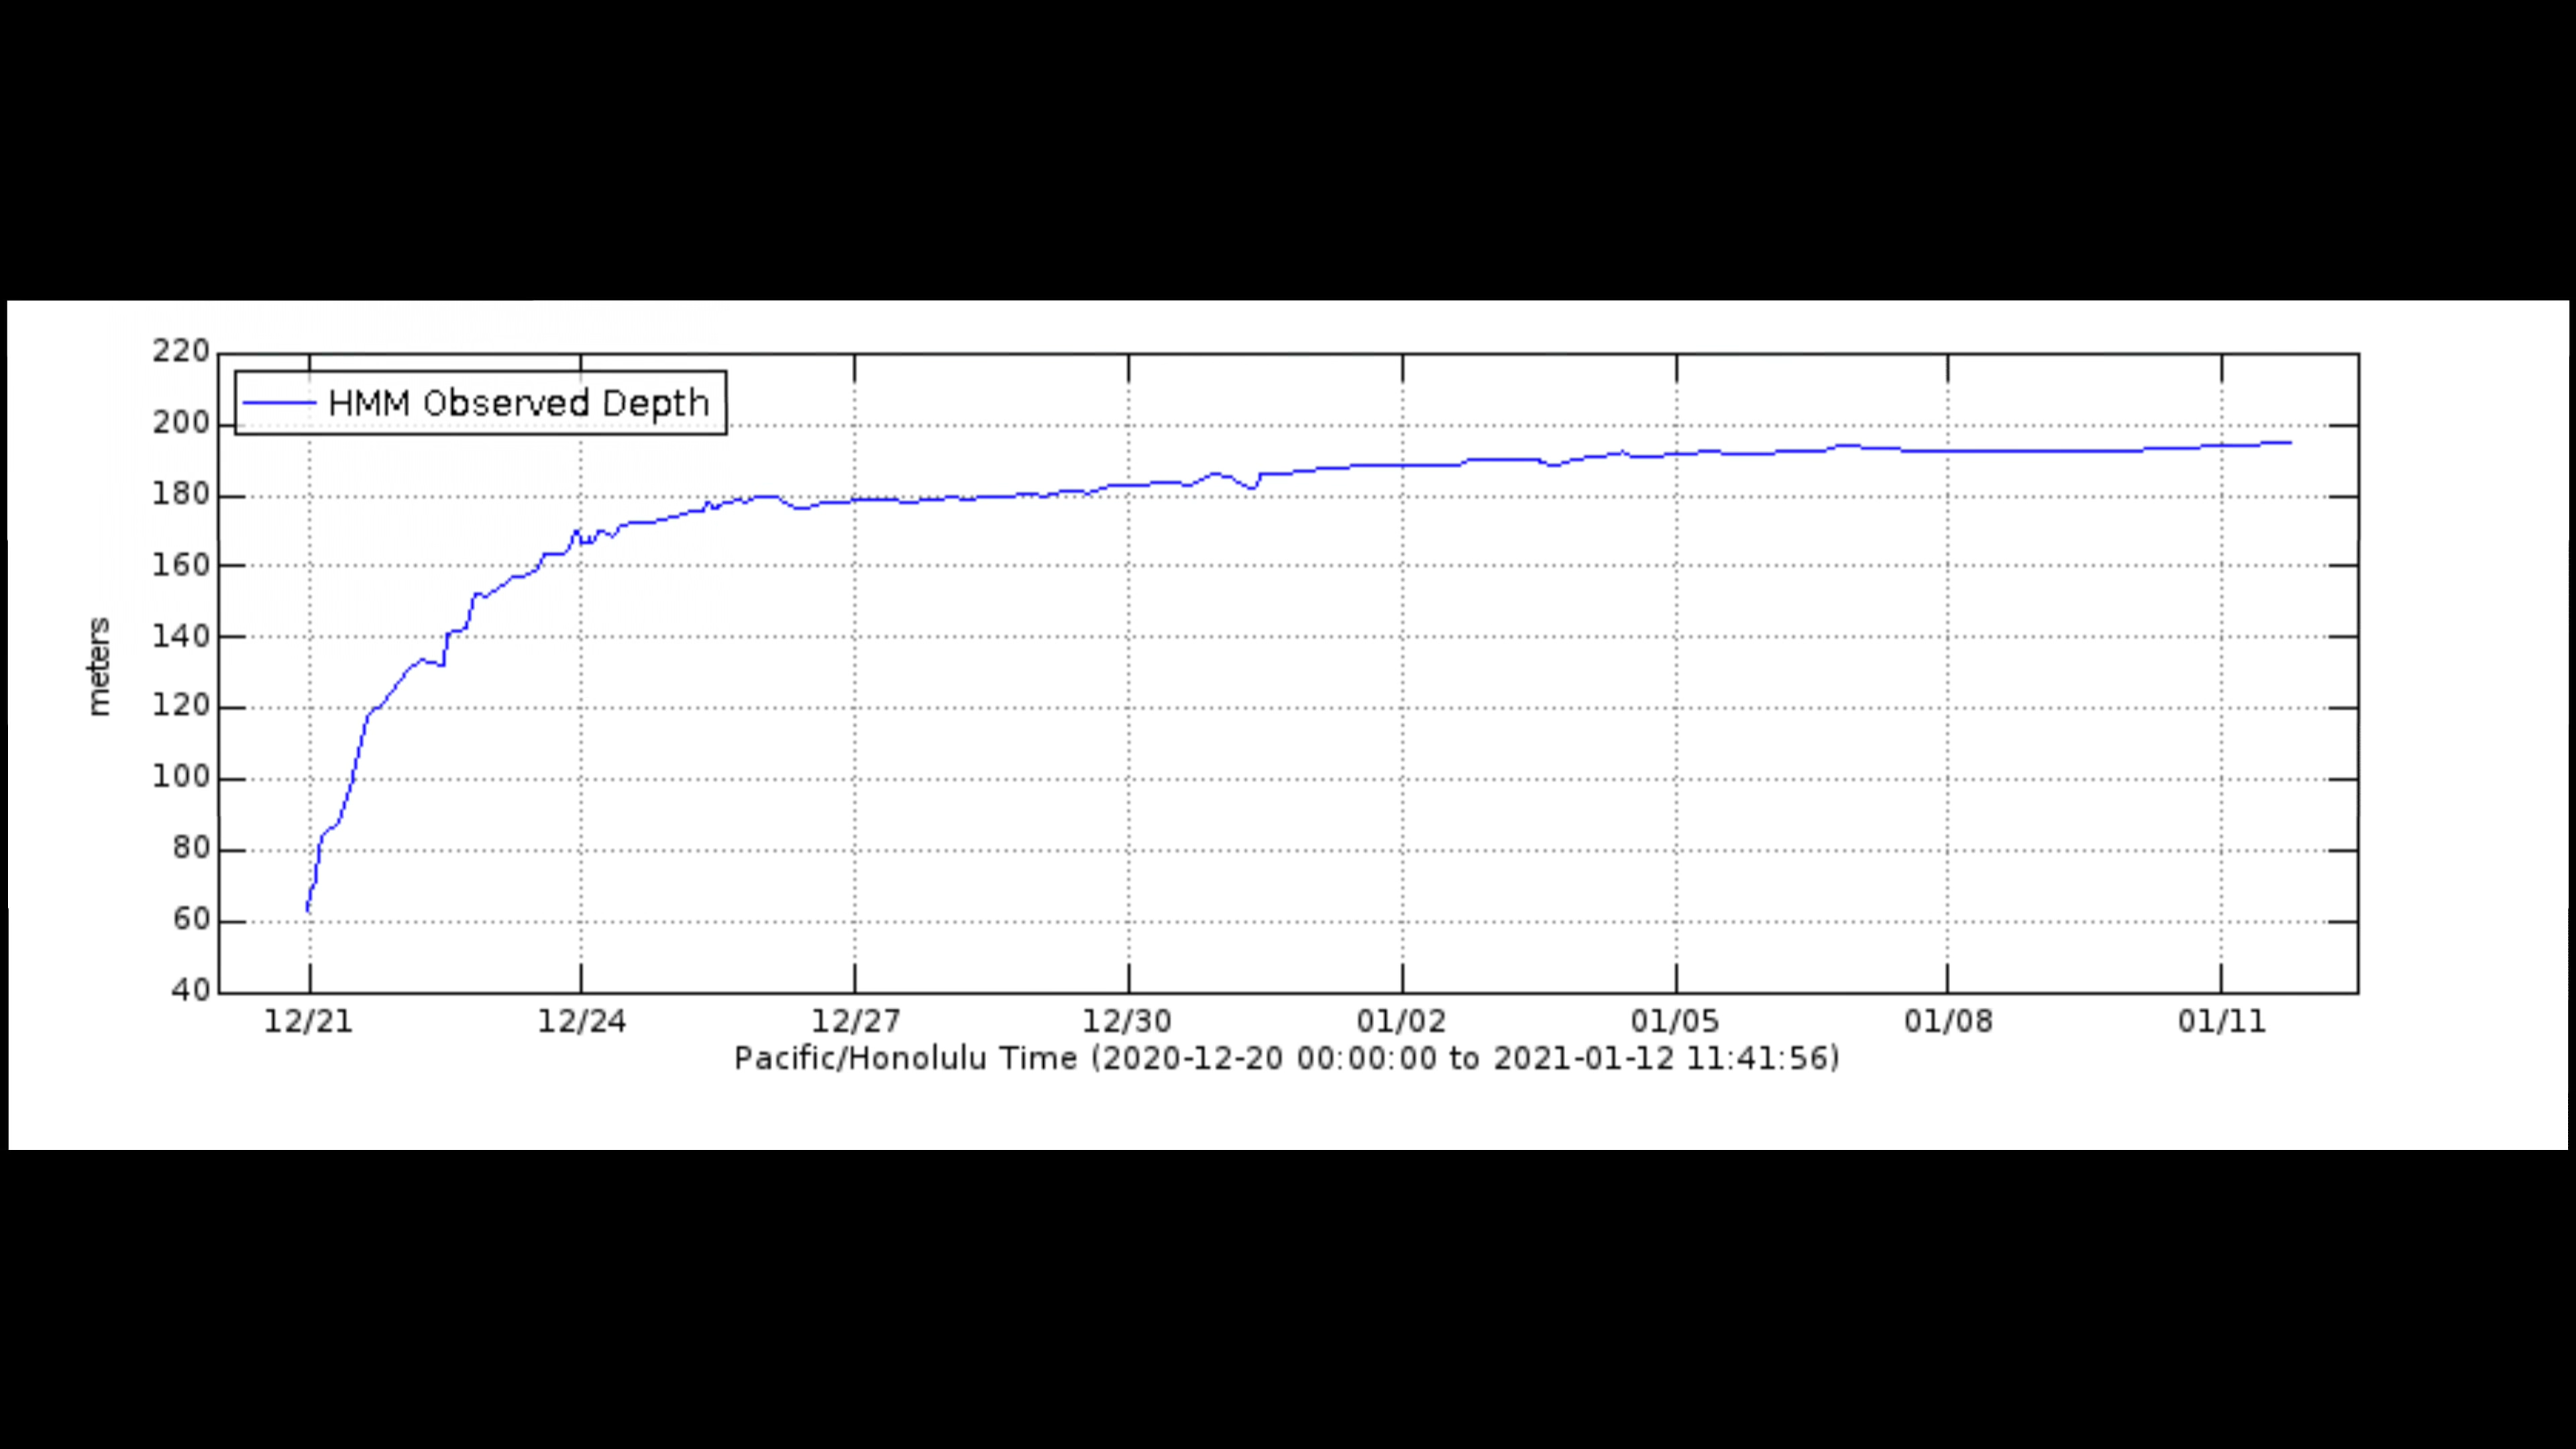 220
HMM Observed Depth
200
180
160
140
meters
120
100
80
60
40
12/21 12/24 12/27 12/30 01/02 01/05 01/08 01/11
Pacific/Honolulu Time (2020-12-20 00:00:00 to 2021-01-12 11:41:56)